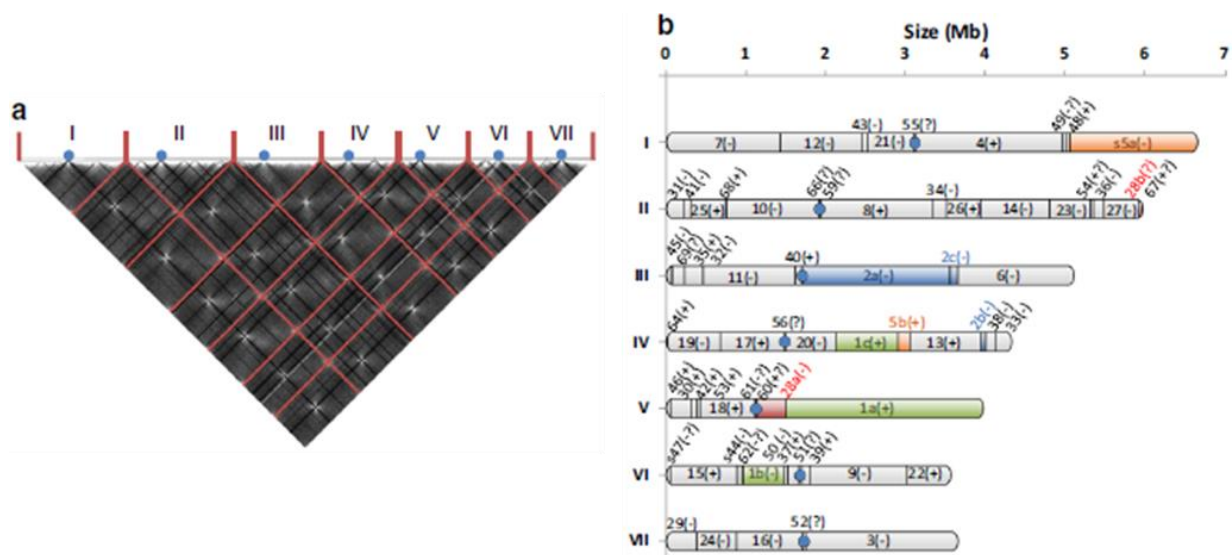 a
I II III IV V VI VII
b
Size (Mb)
0 1 2 3 4 5 6 7
43(-) 55(?) 49(-?) 48(+)
I 7(-) 12(-) 21(-) 4(+) s5a(-)
31(-) 41(-) 68(+) 66(?) 59(?) 34(-) 54(+?) 36(-) 28b(?) 67(+?)
II 25(+) 10(-) 8(+) 26(+) 14(-) 23(-) 27(-)
45(-) 69(?) 35(+) 32(-) 40(+) 2c(-)
III 11(-) 2a(-) 6(-)
64(+) 56(?) 5b(+) 2b(-) 38(-) 33(-)
IV 19(-) 17(+) 20(-) 1c(+) 13(+)
46(+) 30(+) 42(+) 53(+) 61(-?) 60(+?) 28a(-)
V 18(+) 1a(+)
s47(-?) s44(-) 62(-?) 50(-) 37(+) 51(?) 39(+)
VI 15(+) 1b(-) 9(-) 22(+)
29(-) 52(?)
VII 24(-) 16(-) 3(-)